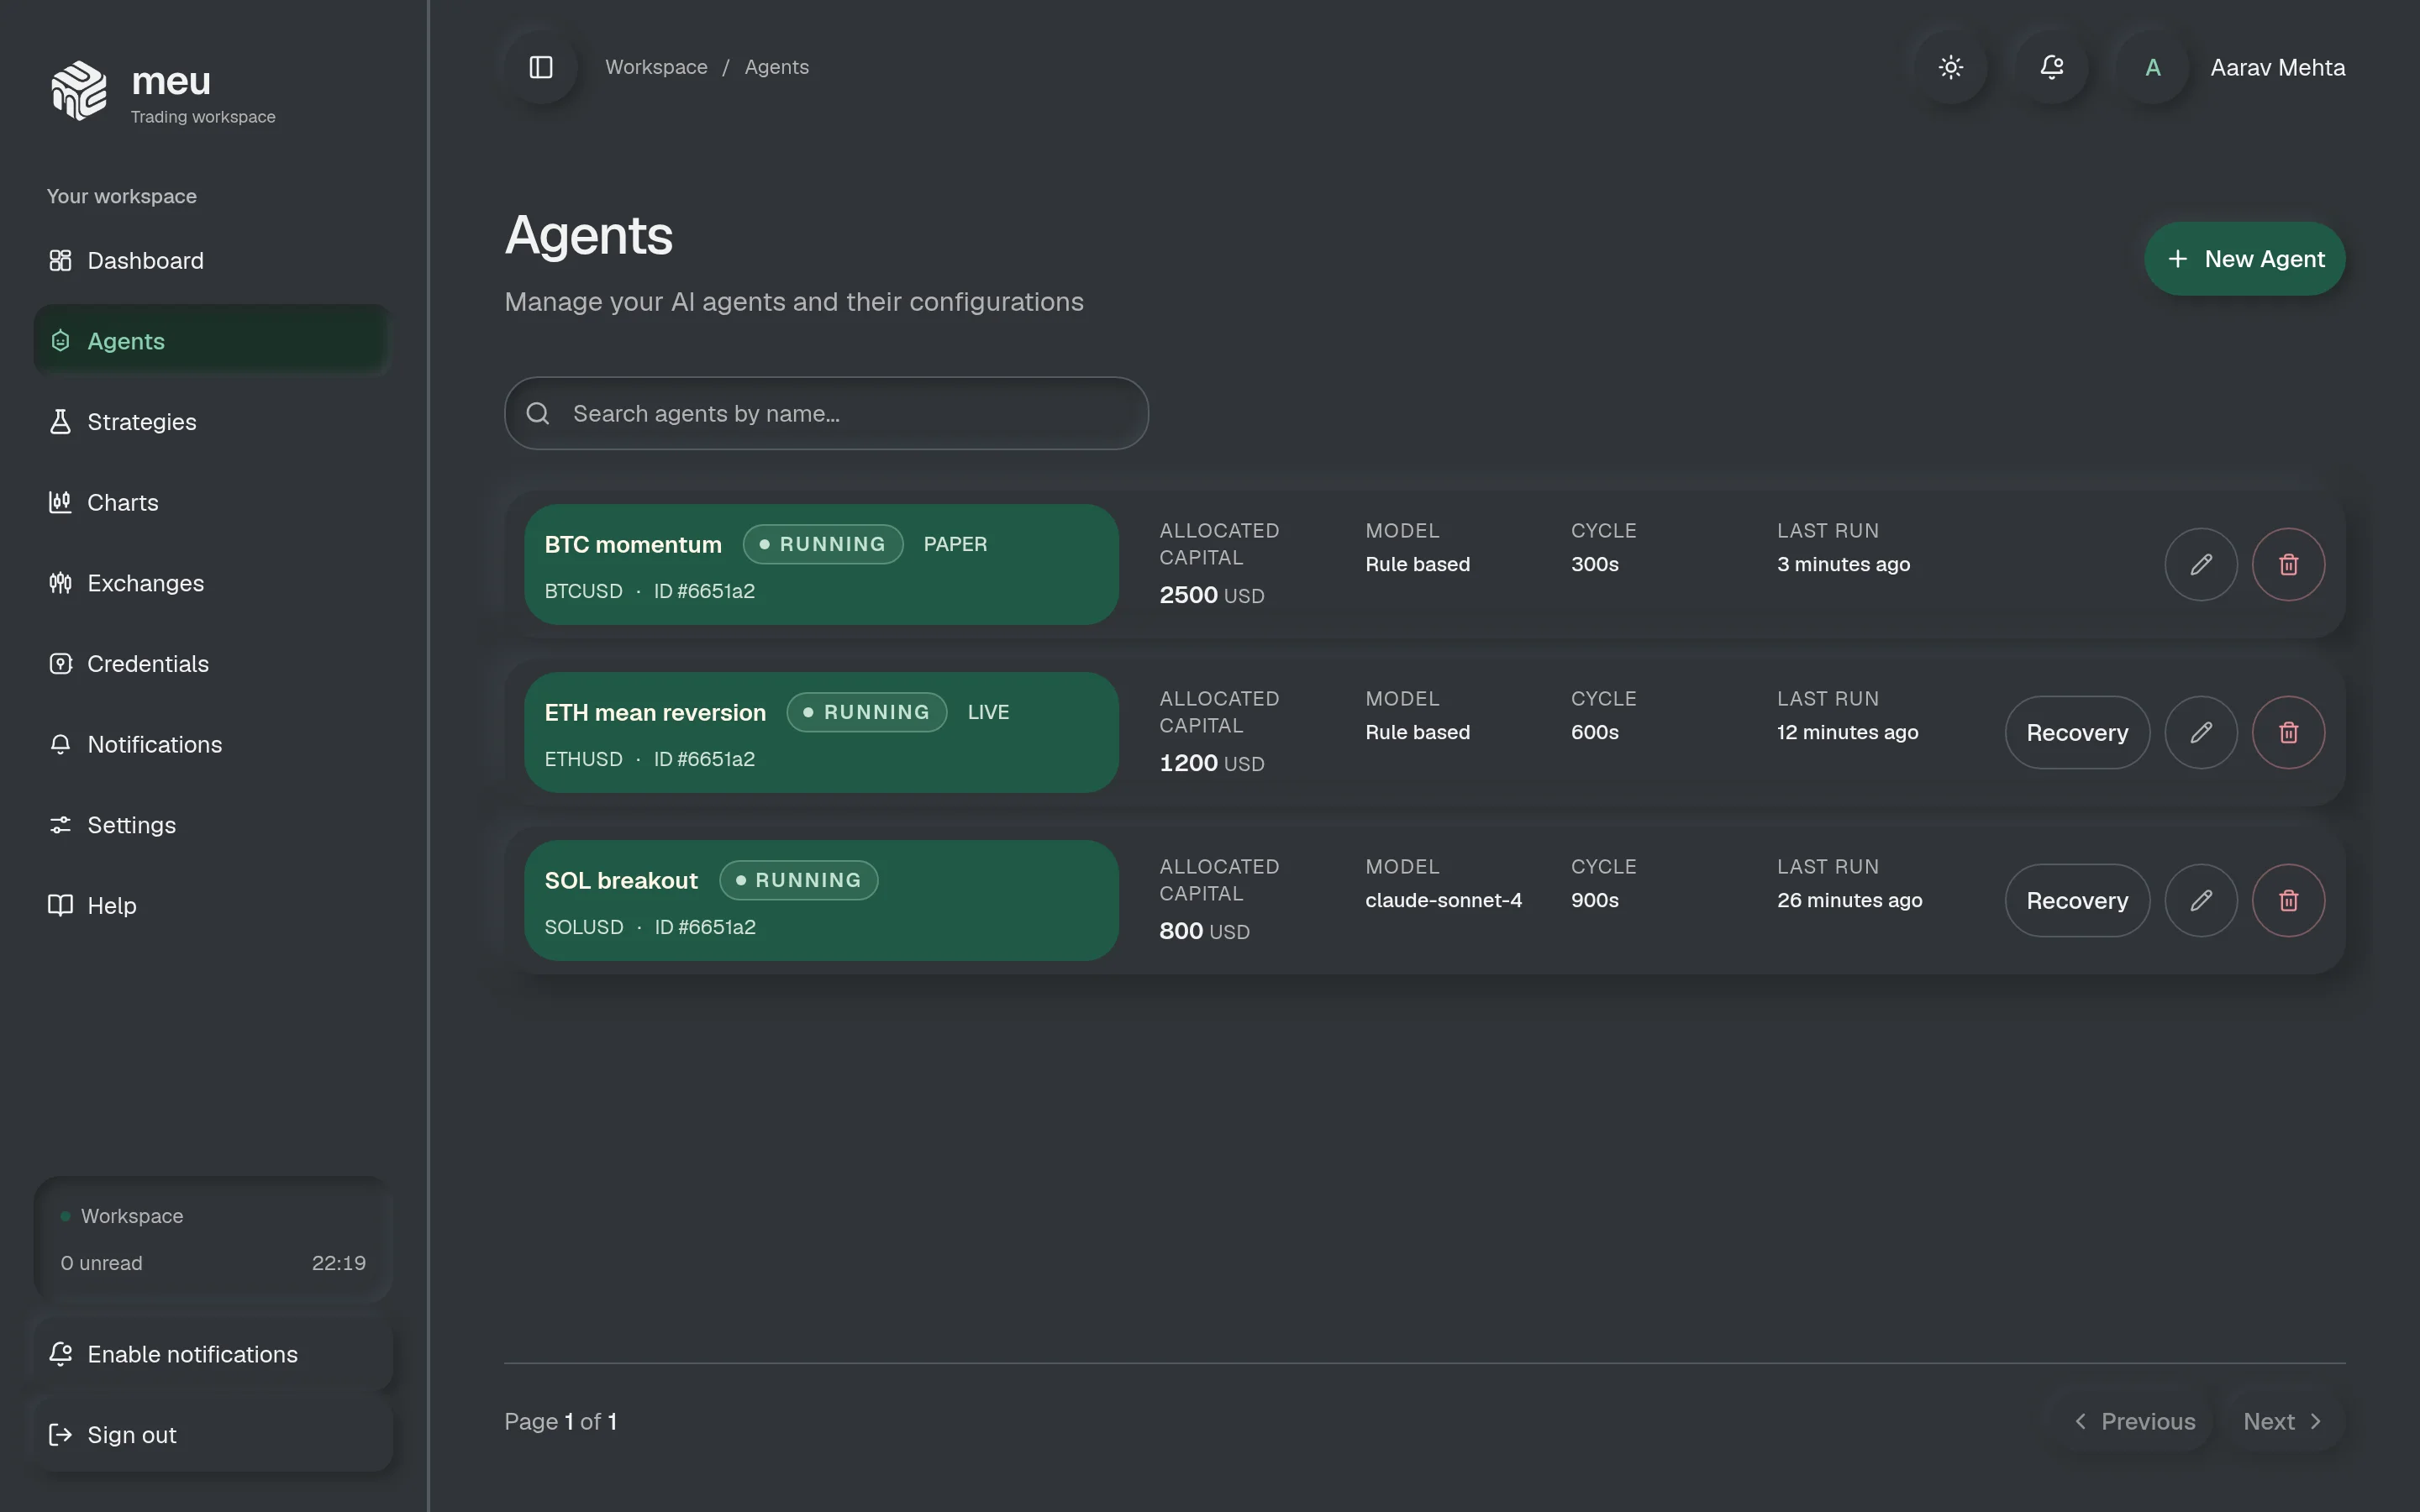 meu
Trading workspace
Your workspace
Dashboard
Agents
Strategies
Charts
Exchanges
Credentials
Notifications
Settings
Help
Workspace
0 unread 22:19
Enable notifications
Sign out
Workspace / Agents
A Aarav Mehta
Agents
Manage your AI agents and their configurations
+ New Agent
Search agents by name...
BTC momentum RUNNING PAPER
BTCUSD · ID #6651a2
ALLOCATED CAPITAL
2500 USD
MODEL
Rule based
CYCLE
300s
LAST RUN
3 minutes ago
ETH mean reversion RUNNING LIVE
ETHUSD · ID #6651a2
ALLOCATED CAPITAL
1200 USD
MODEL
Rule based
CYCLE
600s
LAST RUN
12 minutes ago
Recovery
SOL breakout RUNNING
SOLUSD · ID #6651a2
ALLOCATED CAPITAL
800 USD
MODEL
claude-sonnet-4
CYCLE
900s
LAST RUN
26 minutes ago
Recovery
Page 1 of 1
Previous Next